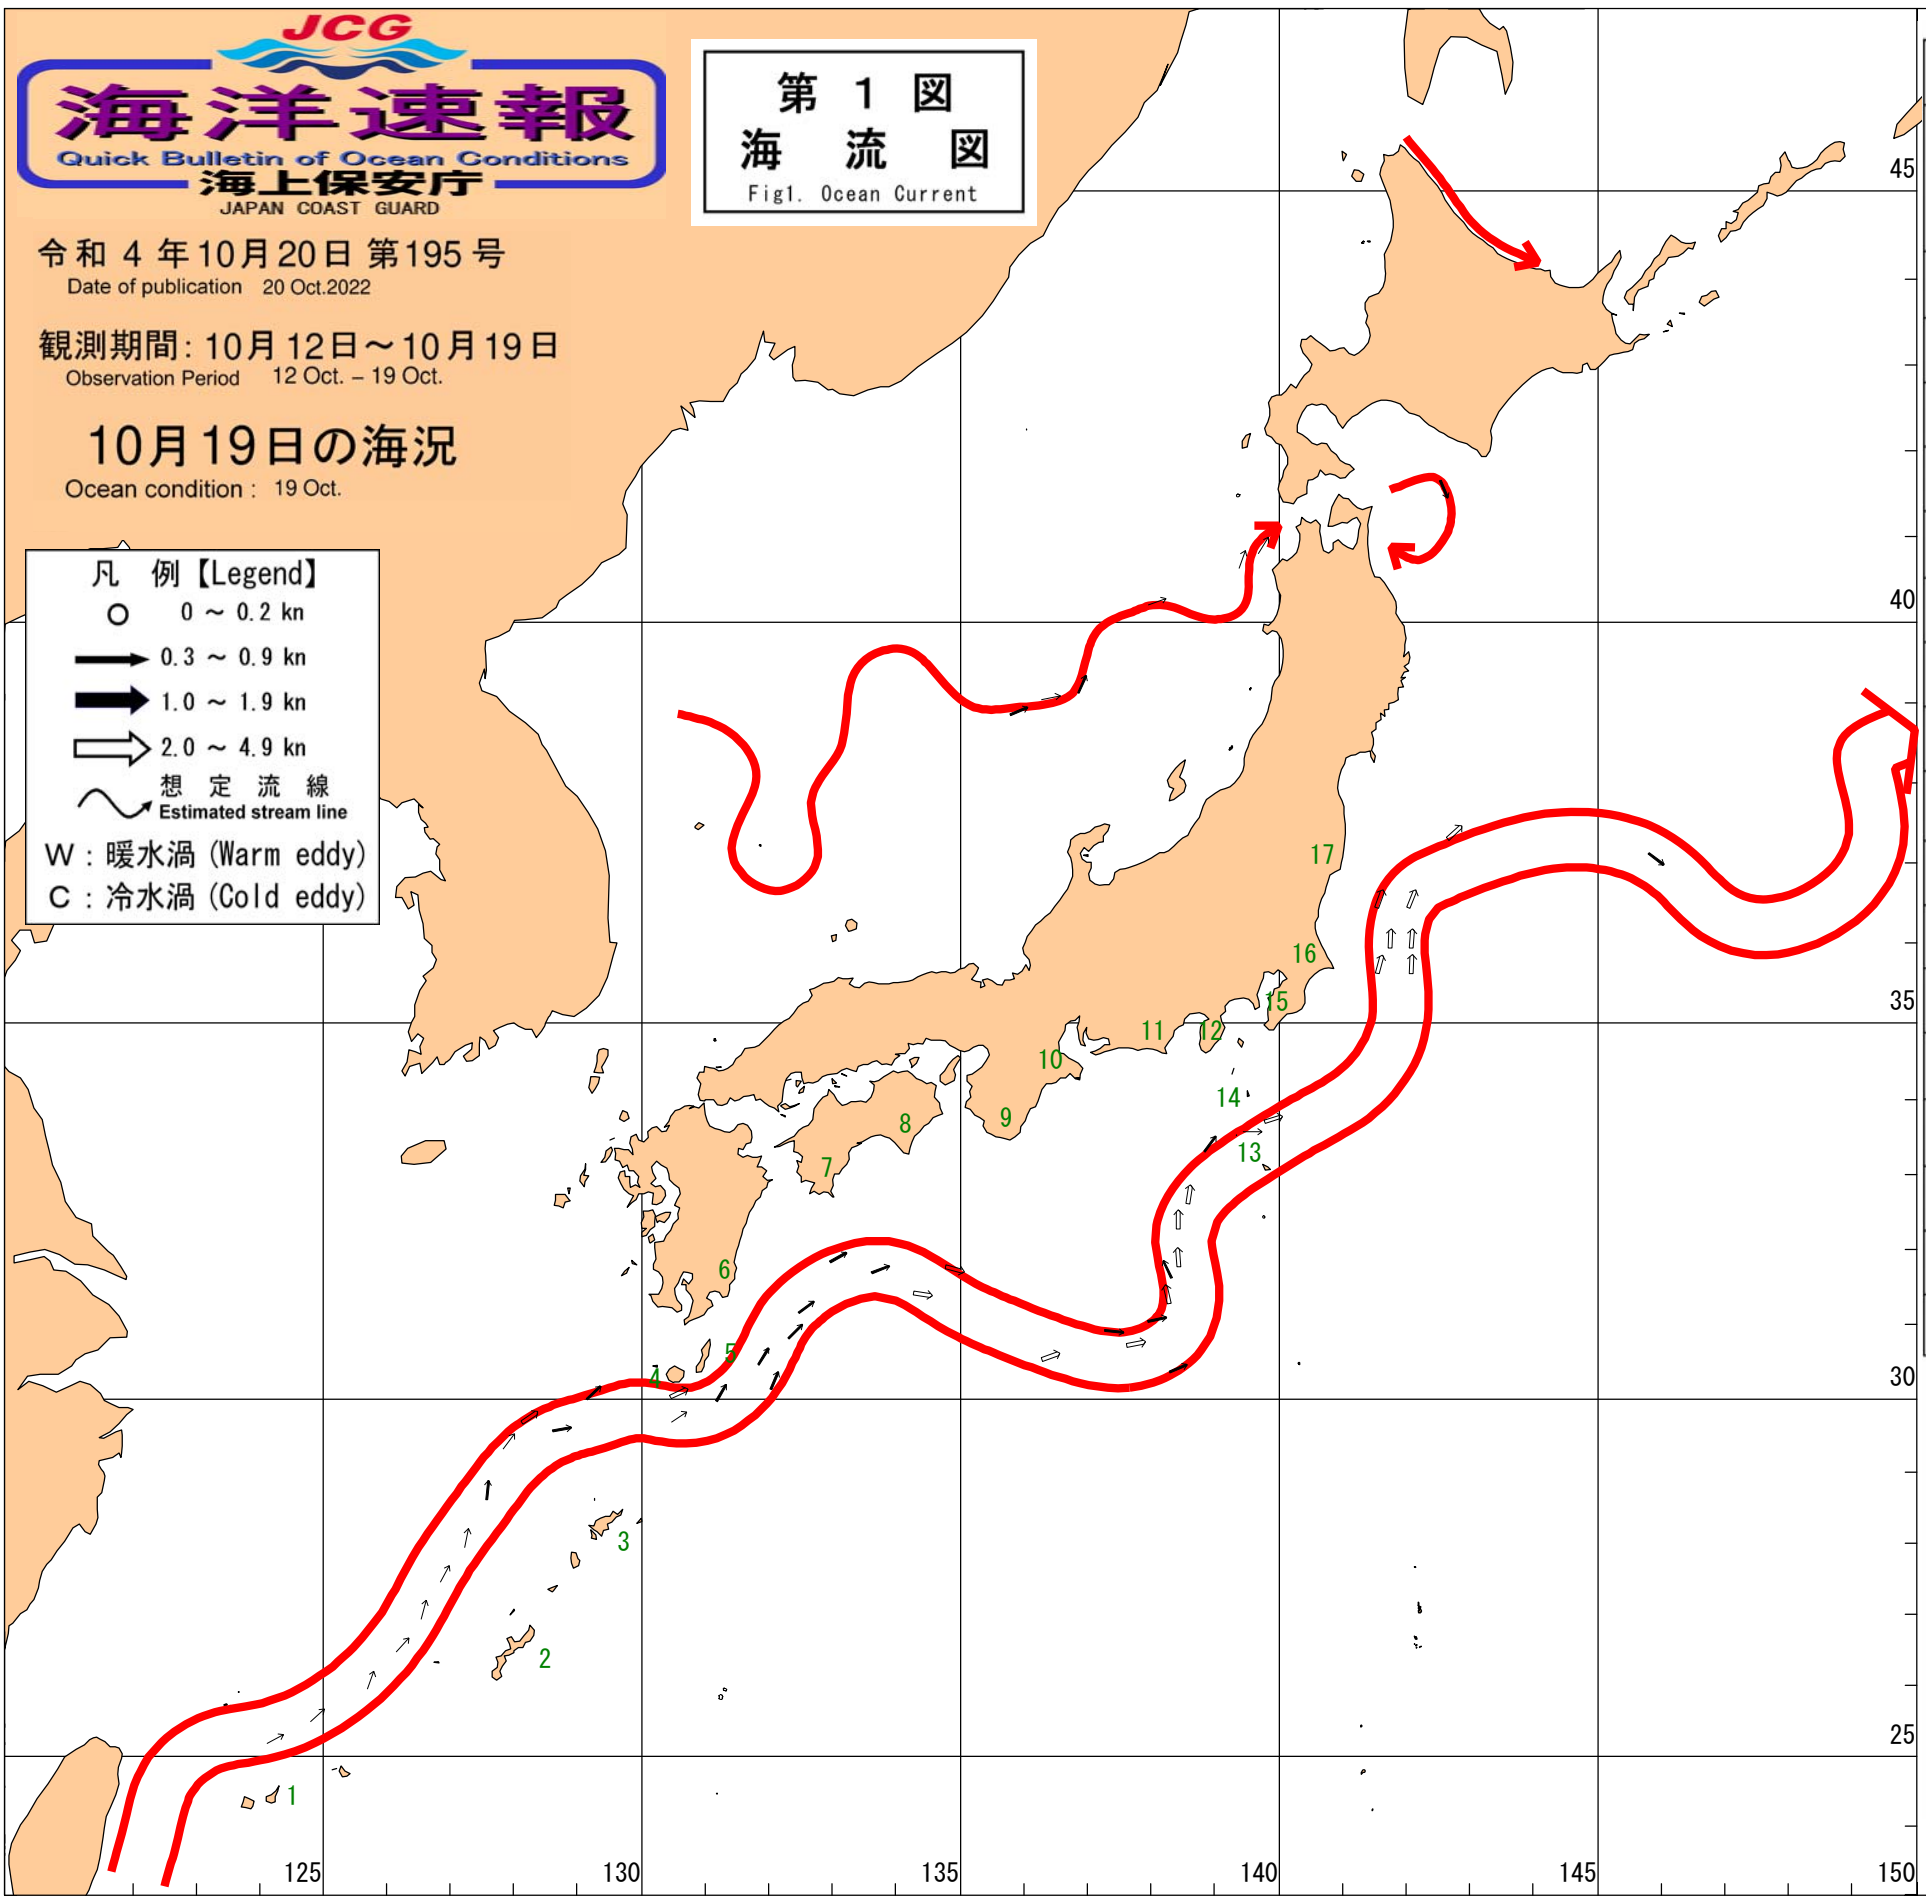 JCG
海洋速報
Quick Bulletin of Ocean Conditions
海上保安庁
JAPAN COAST GUARD
令和 4 年10月20日 第195号
Date of publication 20 Oct.2022
観測期間: 10月12日～10月19日
Observation Period 12 Oct. – 19 Oct.
10月19日の海況
Ocean condition : 19 Oct.
第 1 図
海 流 図
Fig1. Ocean Current
凡 例【Legend】
0 ～ 0.2 kn
0.3 ～ 0.9 kn
1.0 ～ 1.9 kn
2.0 ～ 4.9 kn
想 定 流 線
Estimated stream line
W : 暖水渦 (Warm eddy)
C : 冷水渦 (Cold eddy)
45
40
17
16
35
15
11
12
10
14
9
8
13
7
6
5
4
30
3
2
25
1
125
130
135
140
145
150